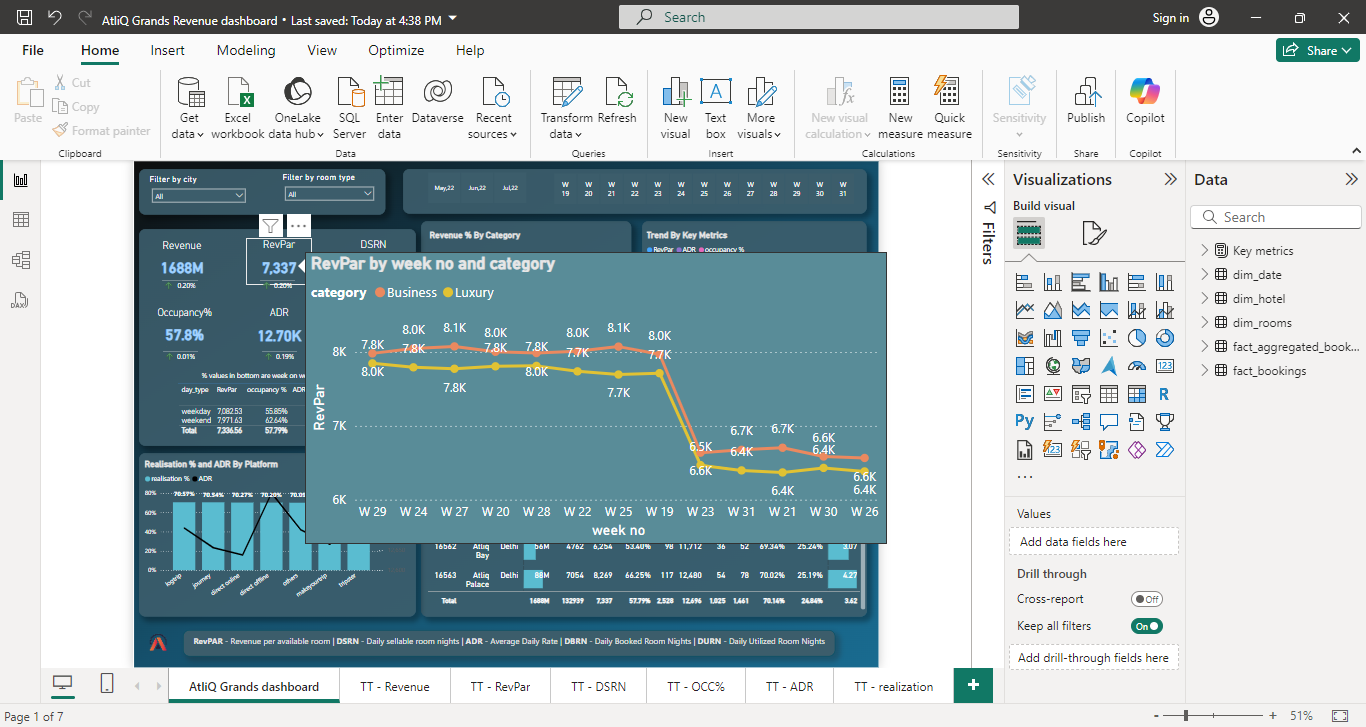 AtliQ Grands Revenue dashboard • Last saved: Today at 4:38 PM
Search
Sign in
File Home Insert Modeling View Optimize Help
Share
Paste
Cut
Copy
Format painter
Clipboard
Get data
Excel workbook
OneLake data hub
SQL Server
Enter data
Dataverse
Recent sources
Data
Transform data
Refresh
Queries
New visual
Text box
More visuals
Insert
New visual calculation
New measure
Quick measure
Calculations
Sensitivity
Sensitivity
Publish
Share
Copilot
Copilot
Filter by city
All
Filter by room type
All
May,22 Jun,22 Jul,22
W 19 W 20 W 21 W 22 W 23 W 24 W 25 W 26 W 27 W 28 W 29 W 30 W 31
Revenue RevPar DSRN
1688M 7,337
0.20% 0.20%
Occupancy% ADR
57.8% 12.70K
0.01% 0.19%
% values in bottom are week on w
day_type RevPar occupancy % ADR
weekday 7,082.53 55.85%
weekend 7,971.63 62.64%
Total 7,336.56 57.79%
Revenue % By Category
Trend By Key Metrics
RevPar ADR occupancy %
RevPar by week no and category
category Business Luxury
8K
7K
6K
RevPar
7.8K 8.0K 8.1K 8.0K 7.8K 8.0K 8.1K 8.0K
8.0K 7.8K 7.8K 7.8K 8.0K 7.7K 7.7K 7.7K
6.5K 6.7K 6.7K 6.6K
6.6K 6.4K 6.4K 6.4K 6.6K
6.4K
W 29 W 24 W 27 W 20 W 28 W 22 W 25 W 19 W 23 W 31 W 21 W 30 W 26
week no
Realisation % and ADR By Platform
realisation % ADR
80%
60%
40%
20%
0%
70.57% 70.54% 70.27% 70.20% 70.01
logtrip journey direct online direct offline others makeyourtrip tripster
16562 Atliq Bay Delhi 56M 4762 6,254 53.40% 98 11,712 36 52 69.34% 25.24% 3.07
16563 Atliq Palace Delhi 88M 7054 8,269 66.25% 117 12,480 54 78 70.02% 25.19% 4.27
Total 1688M 132939 7,337 57.79% 2,528 12,696 1,025 1,461 70.14% 24.84% 3.62
RevPAR - Revenue per available room | DSRN - Daily sellable room nights | ADR - Average Daily Rate | DBRN - Daily Booked Room Nights | DURN - Daily Utilized Room Nights
Filters
Visualizations
Build visual
123
R
Py
123
...
Values
Add data fields here
Drill through
Cross-report Off
Keep all filters On
Add drill-through fields here
Data
Search
Key metrics
dim_date
dim_hotel
dim_rooms
fact_aggregated_book...
fact_bookings
DAX
AtliQ Grands dashboard TT - Revenue TT - RevPar TT - DSRN TT - OCC% TT - ADR TT - realization +
Page 1 of 7
- + 51%